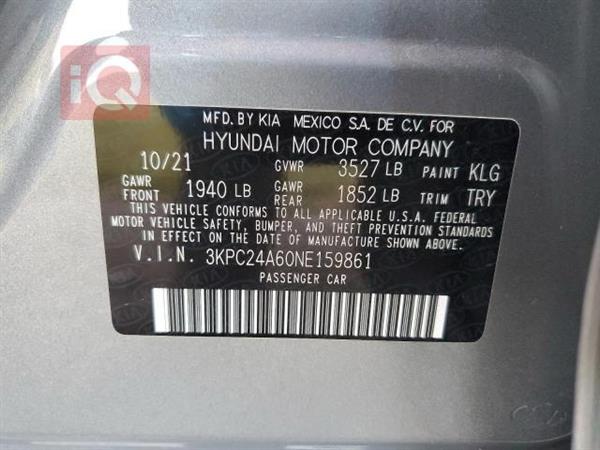 iQ
MFD. BY KIA MEXICO S.A. DE C.V. FOR
HYUNDAI MOTOR COMPANY
10/21 GVWR 3527 LB PAINT KLG
GAWR FRONT 1940 LB GAWR REAR 1852 LB TRIM TRY
THIS VEHICLE CONFORMS TO ALL APPLICABLE U.S.A. FEDERAL
MOTOR VEHICLE SAFETY, BUMPER, AND THEFT PREVENTION
STANDARDS IN EFFECT ON THE DATE OF MANUFACTURE SHOWN ABOVE.
V.I.N. 3KPC24A60NE159861
PASSENGER CAR